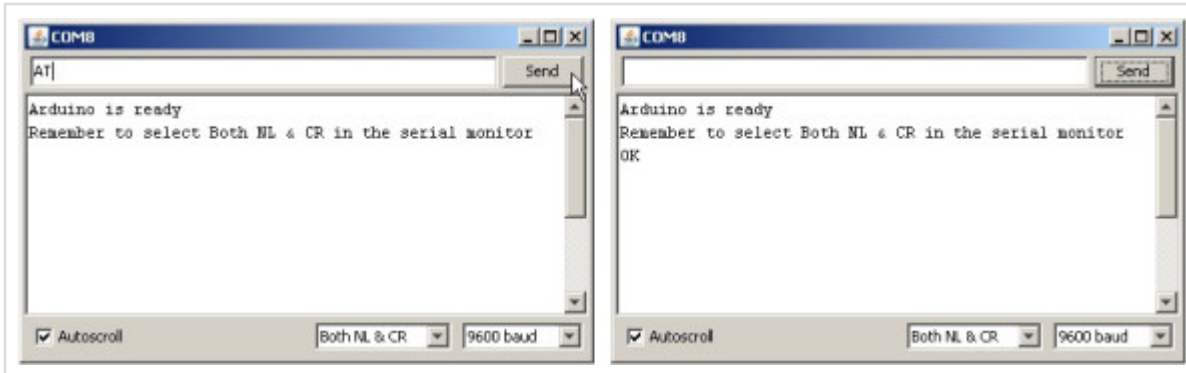 COM8
AT
Send
Arduino is ready
Remember to select Both NL & CR in the serial monitor
Autoscroll
Both NL & CR
9600 baud
COM8
Send
Arduino is ready
Remember to select Both NL & CR in the serial monitor
OK
Autoscroll
Both NL & CR
9600 baud